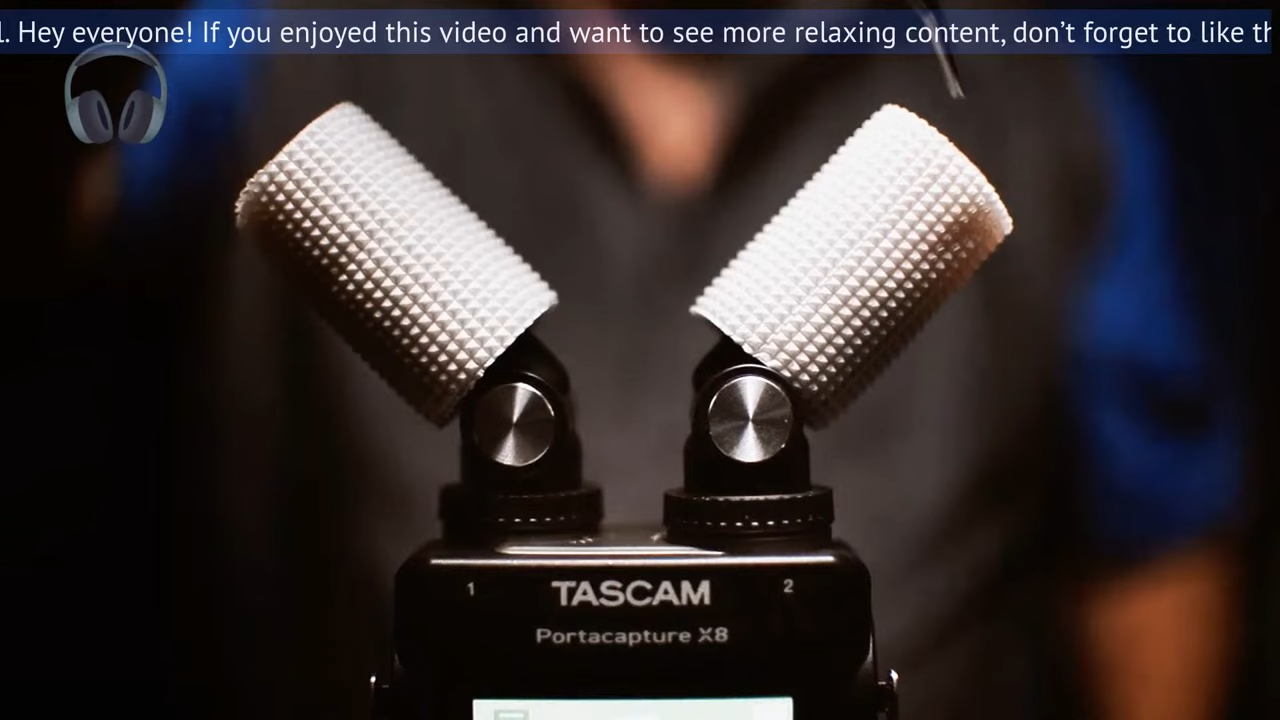 l. Hey everyone! If you enjoyed this video and want to see more relaxing content, don’t forget to like th
1 TASCAM 2
Portacapture X8